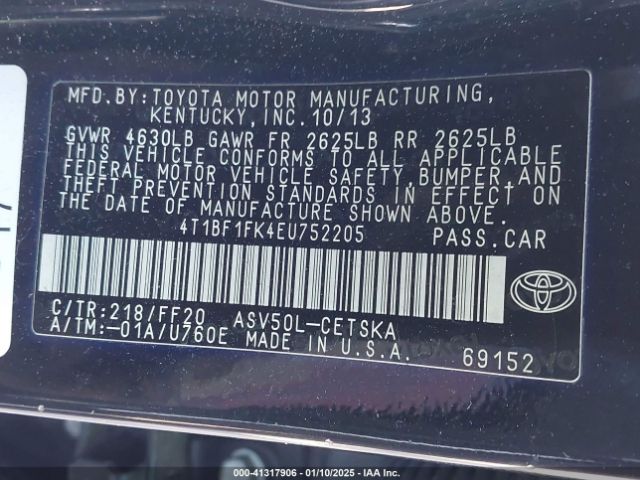 MFD. BY: TOYOTA MOTOR MANUFACTURING,
KENTUCKY, INC. 10/13
GVWR 4630LB GAWR FR 2625LB RR 2625LB
THIS VEHICLE CONFORMS TO ALL APPLICABLE
FEDERAL MOTOR VEHICLE SAFETY, BUMPER, AND
THEFT PREVENTION STANDARDS IN EFFECT ON
THE DATE OF MANUFACTURE SHOWN ABOVE.
4T1BF1FK4EU752205 PASS. CAR
C/TR: 218/FF20 ASV50L-CETSKA
A/TM: -01A/U760E MADE IN U.S.A.
69152
000-41317906 — 01/10/2025 — IAA Inc.